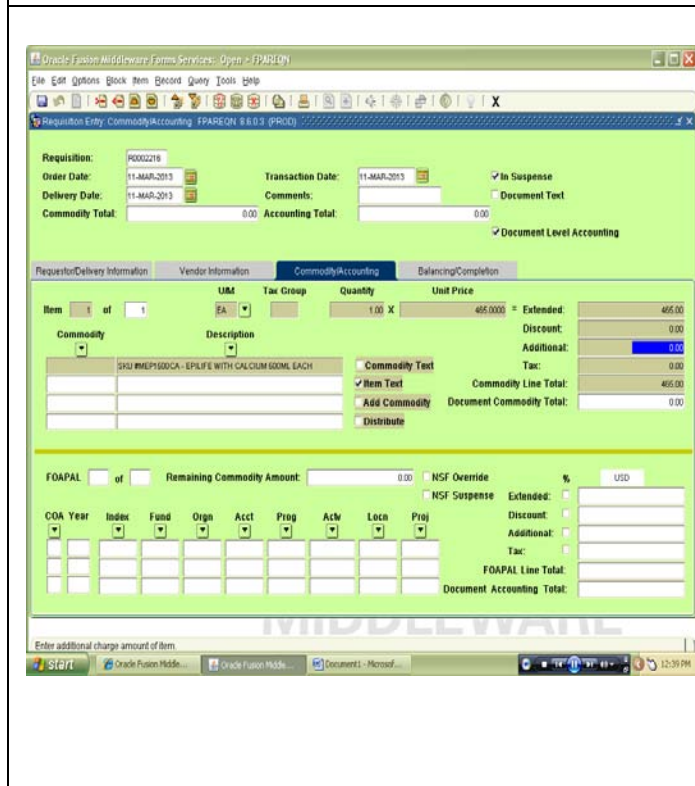 Oracle Fusion Middleware Forms Services: Open > FPAREQN
File Edit Options Block Item Record Query Tools Help
X
Requisition Entry: Commodity/Accounting FPAREQN 8.6.0.3 (PROD)
Requisition: R0002216
Order Date: 11-MAR-2013 Transaction Date: 11-MAR-2013 In Suspense
Delivery Date: 11-MAR-2013 Comments: Document Text
Commodity Total: 0.00 Accounting Total: 0.00
Document Level Accounting
Requestor/Delivery Information Vendor Information Commodity/Accounting Balancing/Completion
U/M Tax Group Quantity Unit Price
Item 1 of 1 EA 1.00 X 465.0000 = Extended: 465.00
Discount: 0.00
Commodity Description Additional: 0.00
SKU #MEP1500CA - EPILIFE WITH CALCIUM 500ML EACH Commodity Text Tax: 0.00
Item Text Commodity Line Total: 465.00
Add Commodity Document Commodity Total: 0.00
Distribute
FOAPAL of Remaining Commodity Amount: 0.00 NSF Override % USD
NSF Suspense Extended:
COA Year Index Fund Orgn Acct Prog Actv Locn Proj Discount:
Additional:
Tax:
FOAPAL Line Total:
Document Accounting Total:
MIDDLEWARE
Enter additional charge amount of item.
start Oracle Fusion Middle... Oracle Fusion Middle... Document1 - Microsof... 12:39 PM